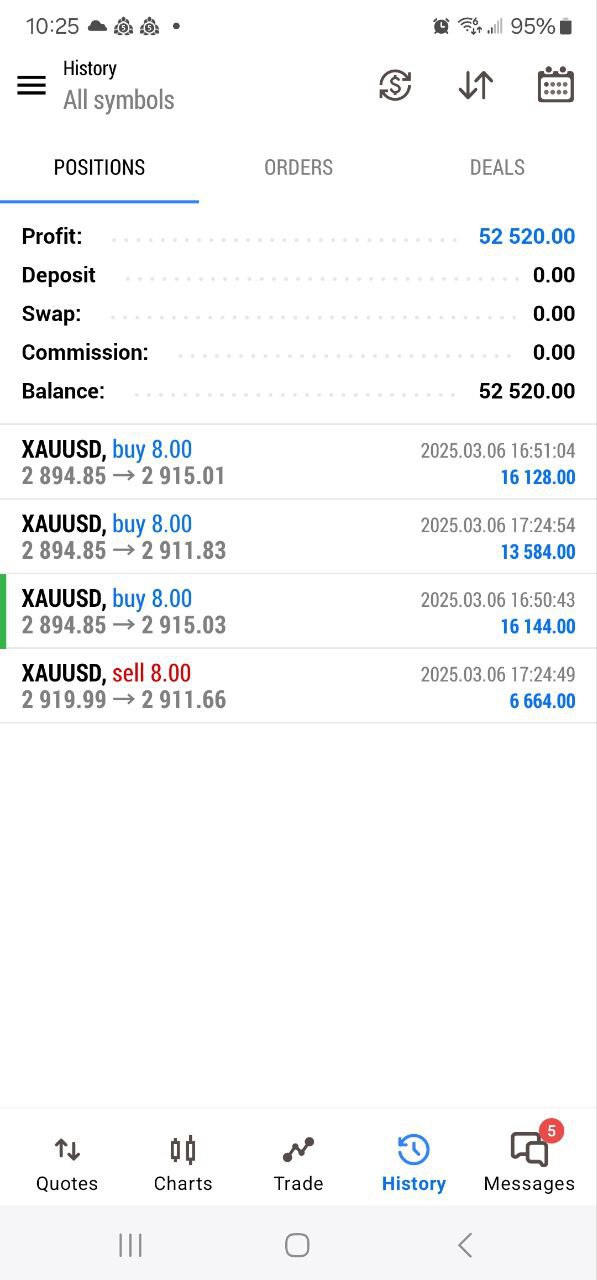 10:25 95%
History
All symbols
POSITIONS ORDERS DEALS
Profit: 52 520.00
Deposit 0.00
Swap: 0.00
Commission: 0.00
Balance: 52 520.00
XAUUSD, buy 8.00 2025.03.06 16:51:04
2 894.85 → 2 915.01 16 128.00
XAUUSD, buy 8.00 2025.03.06 17:24:54
2 894.85 → 2 911.83 13 584.00
XAUUSD, buy 8.00 2025.03.06 16:50:43
2 894.85 → 2 915.03 16 144.00
XAUUSD, sell 8.00 2025.03.06 17:24:49
2 919.99 → 2 911.66 6 664.00
5
Quotes Charts Trade History Messages